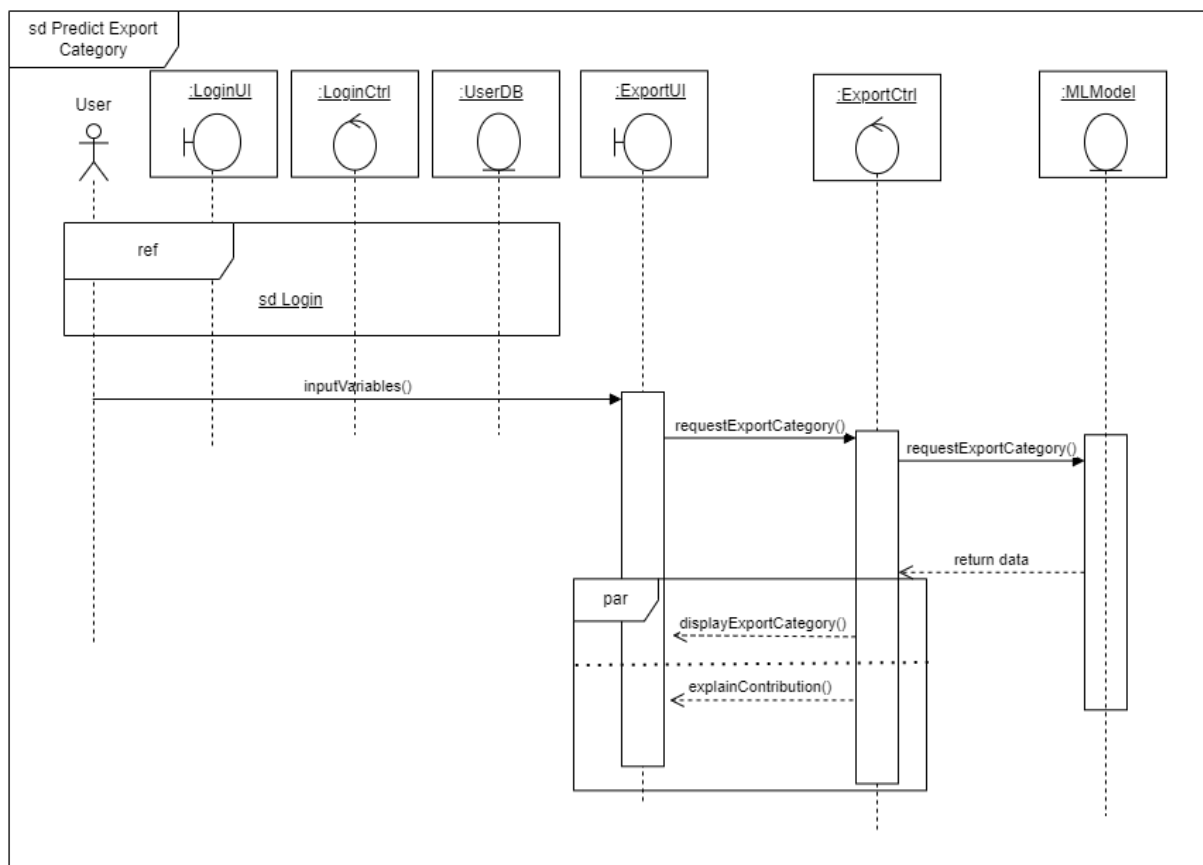 sd Predict Export
Category
User
:LoginUI
:LoginCtrl
:UserDB
:ExportUI
:ExportCtrl
:MLModel
ref
sd Login
inputVariables()
requestExportCategory()
requestExportCategory()
return data
par
displayExportCategory()
explainContribution()